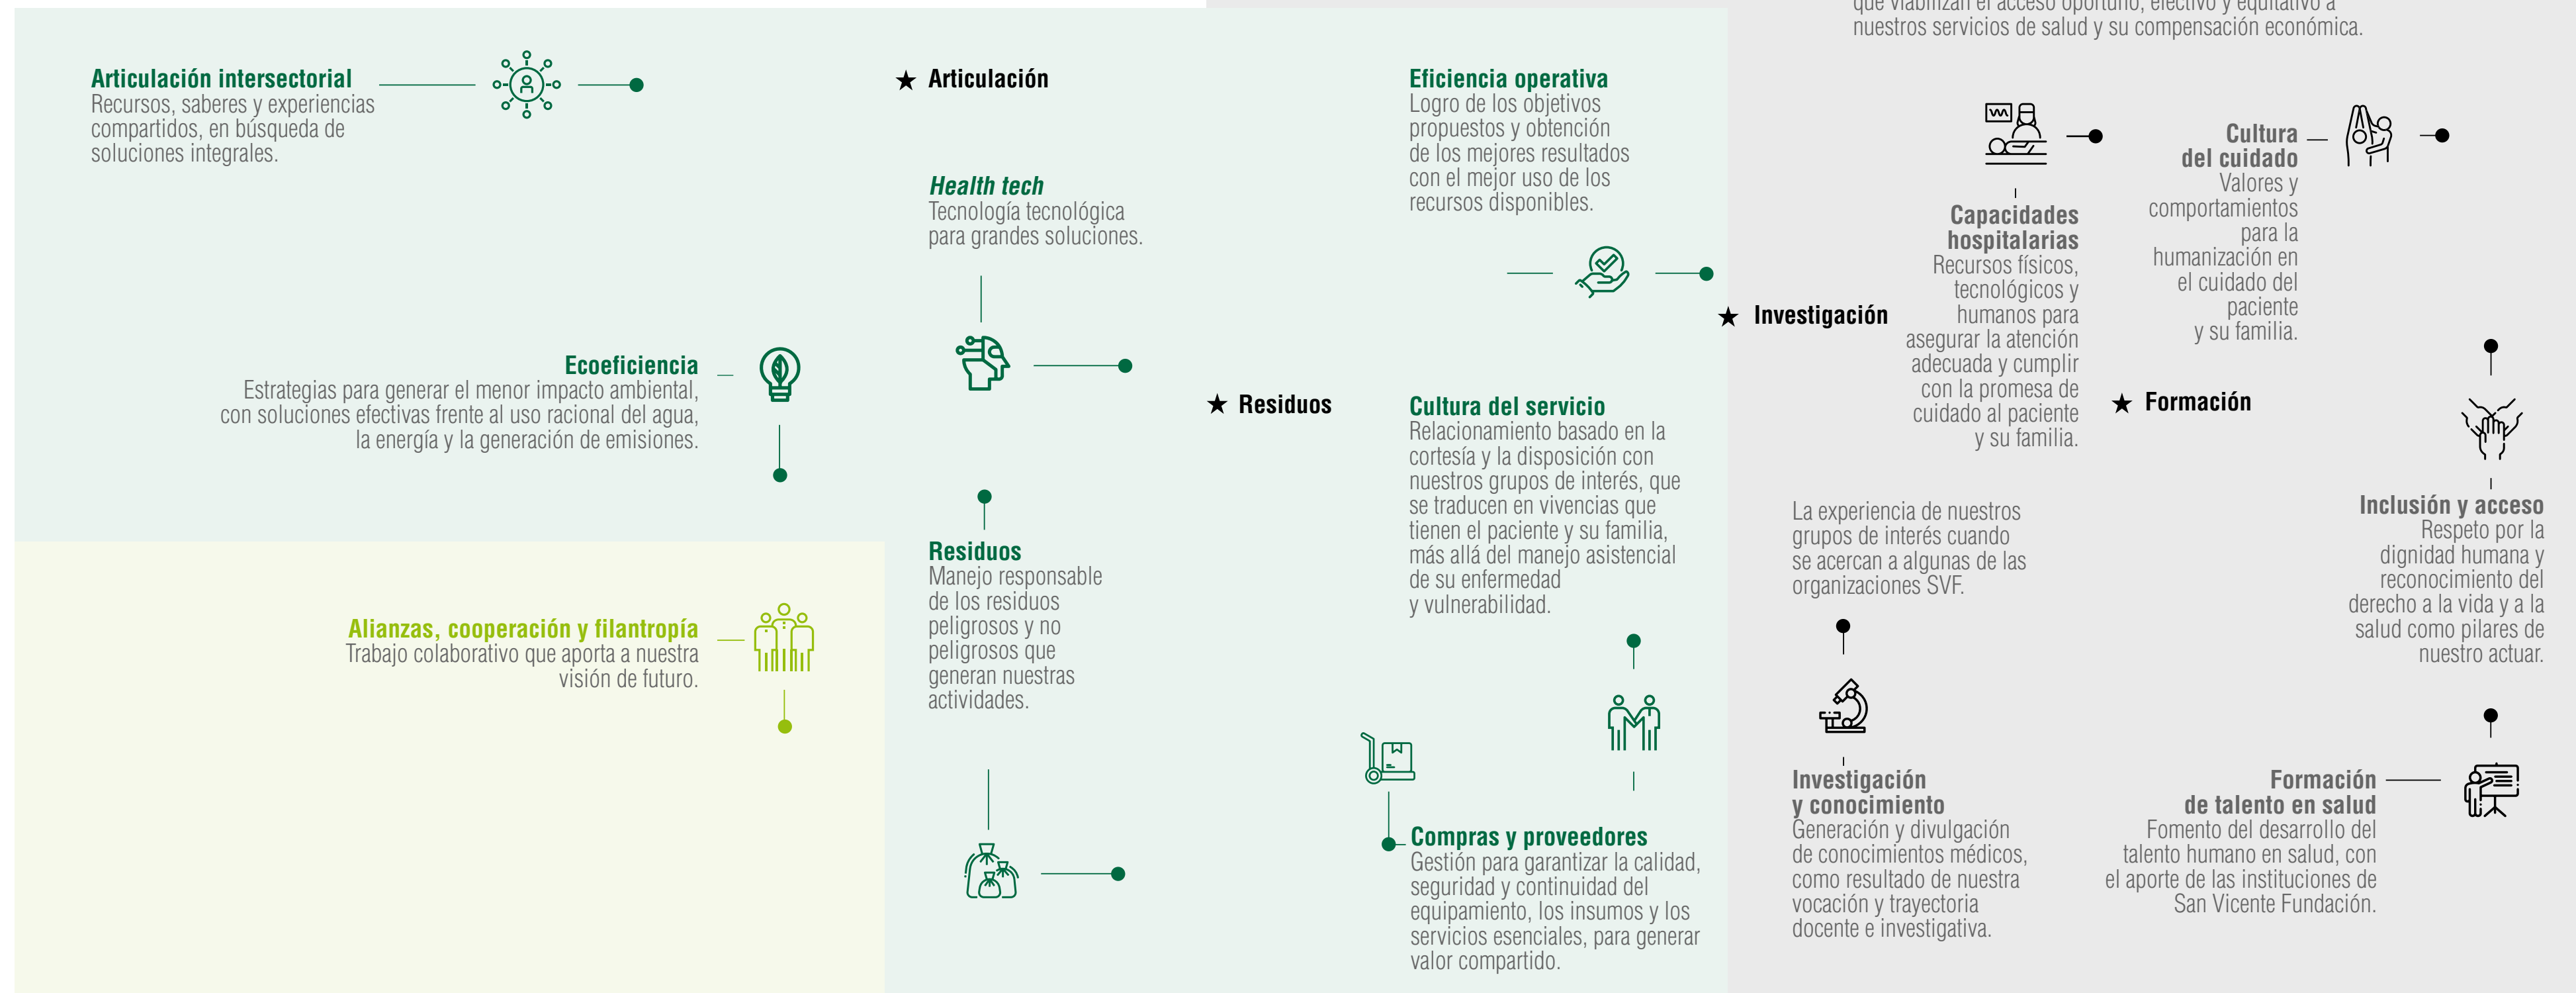 que viabilizan el acceso oportuno, efectivo y equitativo a
nuestros servicios de salud y su compensación económica.
Articulación intersectorial
Recursos, saberes y experiencias
compartidos, en búsqueda de
soluciones integrales.
★ Articulación
Health tech
Tecnología tecnológica
para grandes soluciones.
Ecoeficiencia
Estrategias para generar el menor impacto ambiental,
con soluciones efectivas frente al uso racional del agua,
la energía y la generación de emisiones.
Alianzas, cooperación y filantropía
Trabajo colaborativo que aporta a nuestra
visión de futuro.
Residuos
Manejo responsable
de los residuos
peligrosos y no
peligrosos que
generan nuestras
actividades.
★ Residuos
Eficiencia operativa
Logro de los objetivos
propuestos y obtención
de los mejores resultados
con el mejor uso de los
recursos disponibles.
Cultura del servicio
Relacionamiento basado en la
cortesía y la disposición con
nuestros grupos de interés, que
se traducen en vivencias que
tienen el paciente y su familia,
más allá del manejo asistencial
de su enfermedad
y vulnerabilidad.
Compras y proveedores
Gestión para garantizar la calidad,
seguridad y continuidad del
equipamiento, los insumos y los
servicios esenciales, para generar
valor compartido.
★ Investigación
Capacidades
hospitalarias
Recursos físicos,
tecnológicos y
humanos para
asegurar la atención
adecuada y cumplir
con la promesa de
cuidado al paciente
y su familia.
Cultura
del cuidado
Valores y
comportamientos
para la
humanización en
el cuidado del
paciente
y su familia.
★ Formación
La experiencia de nuestros
grupos de interés cuando
se acercan a algunas de las
organizaciones SVF.
Inclusión y acceso
Respeto por la
dignidad humana y
reconocimiento del
derecho a la vida y a la
salud como pilares de
nuestro actuar.
Investigación
y conocimiento
Generación y divulgación
de conocimientos médicos,
como resultado de nuestra
vocación y trayectoria
docente e investigativa.
Formación
de talento en salud
Fomento del desarrollo del
talento humano en salud, con
el aporte de las instituciones de
San Vicente Fundación.